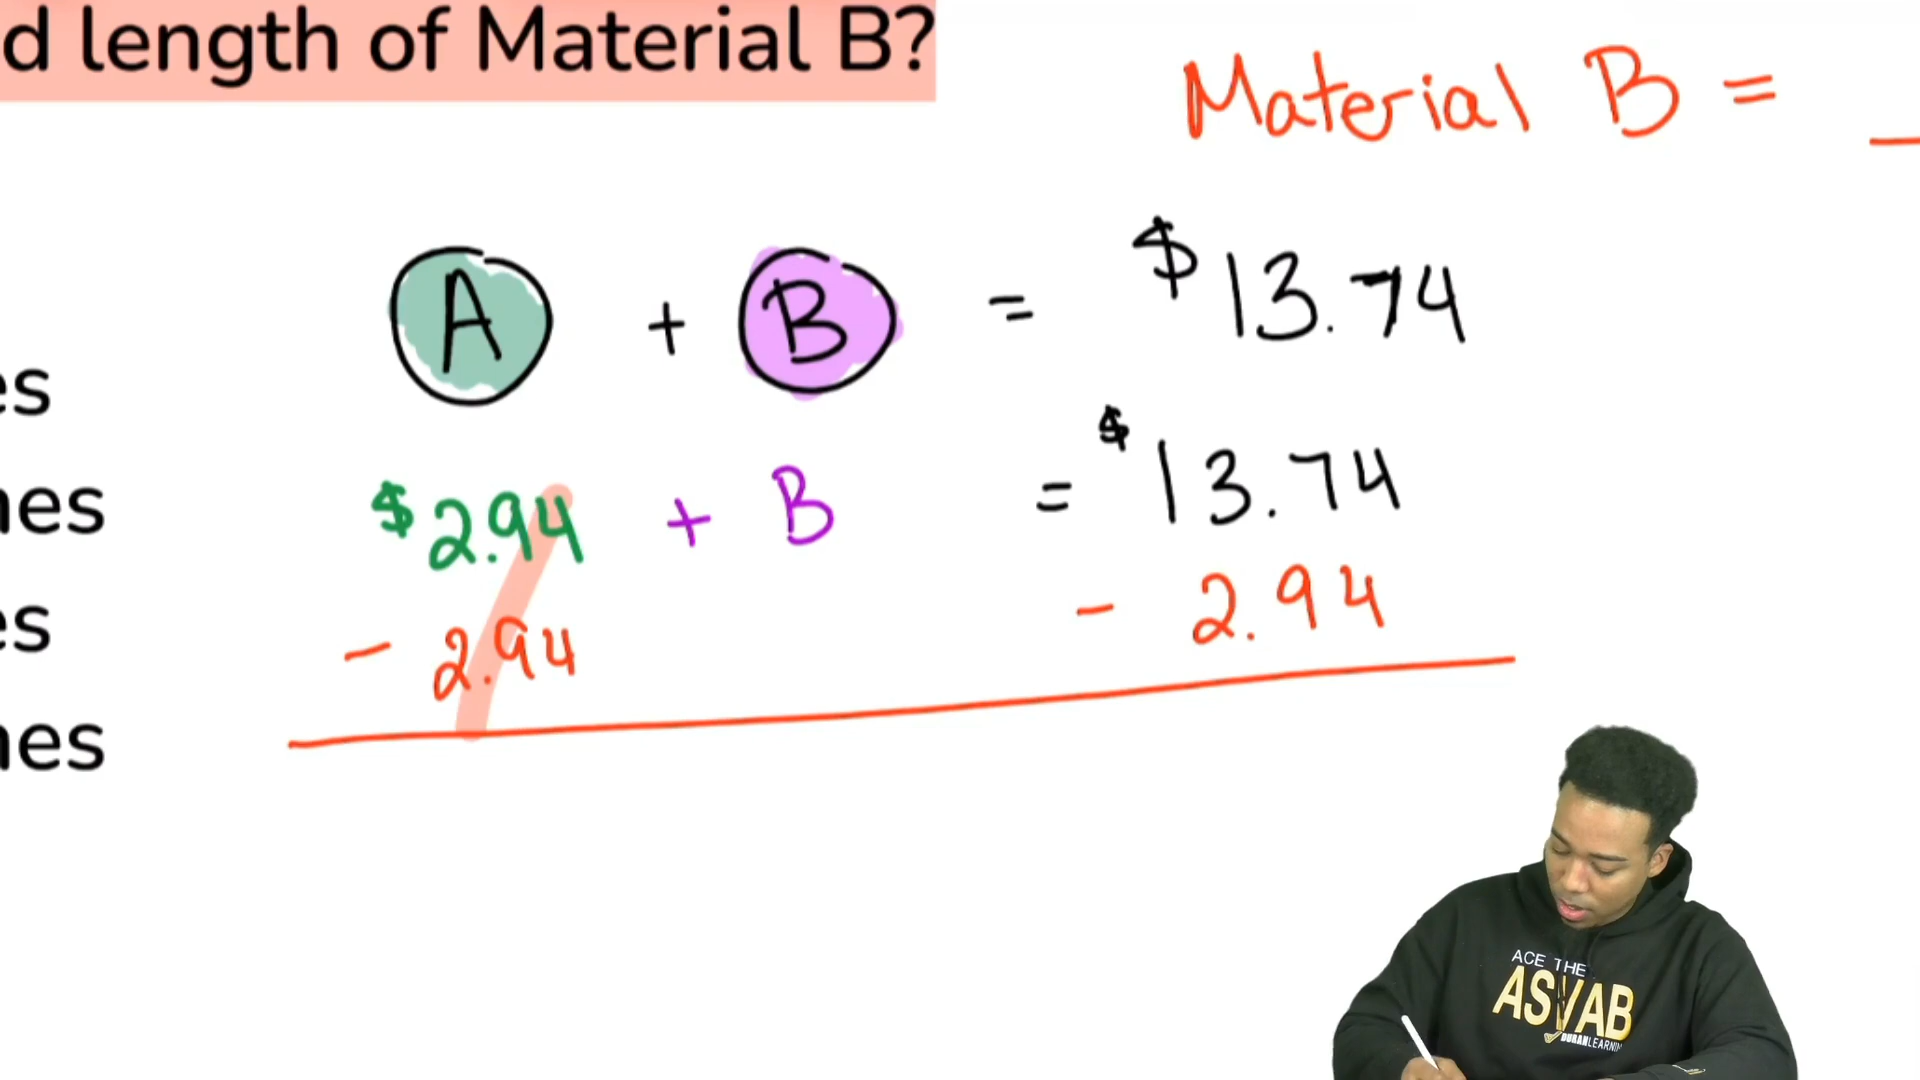 d length of Material B?
Material B = _
A + B = $13.74
es
$2.94 + B = $13.74
nes
- 2.94 - 2.94
es
nes
ACE THE
ASVAB
DURANLEARNIN